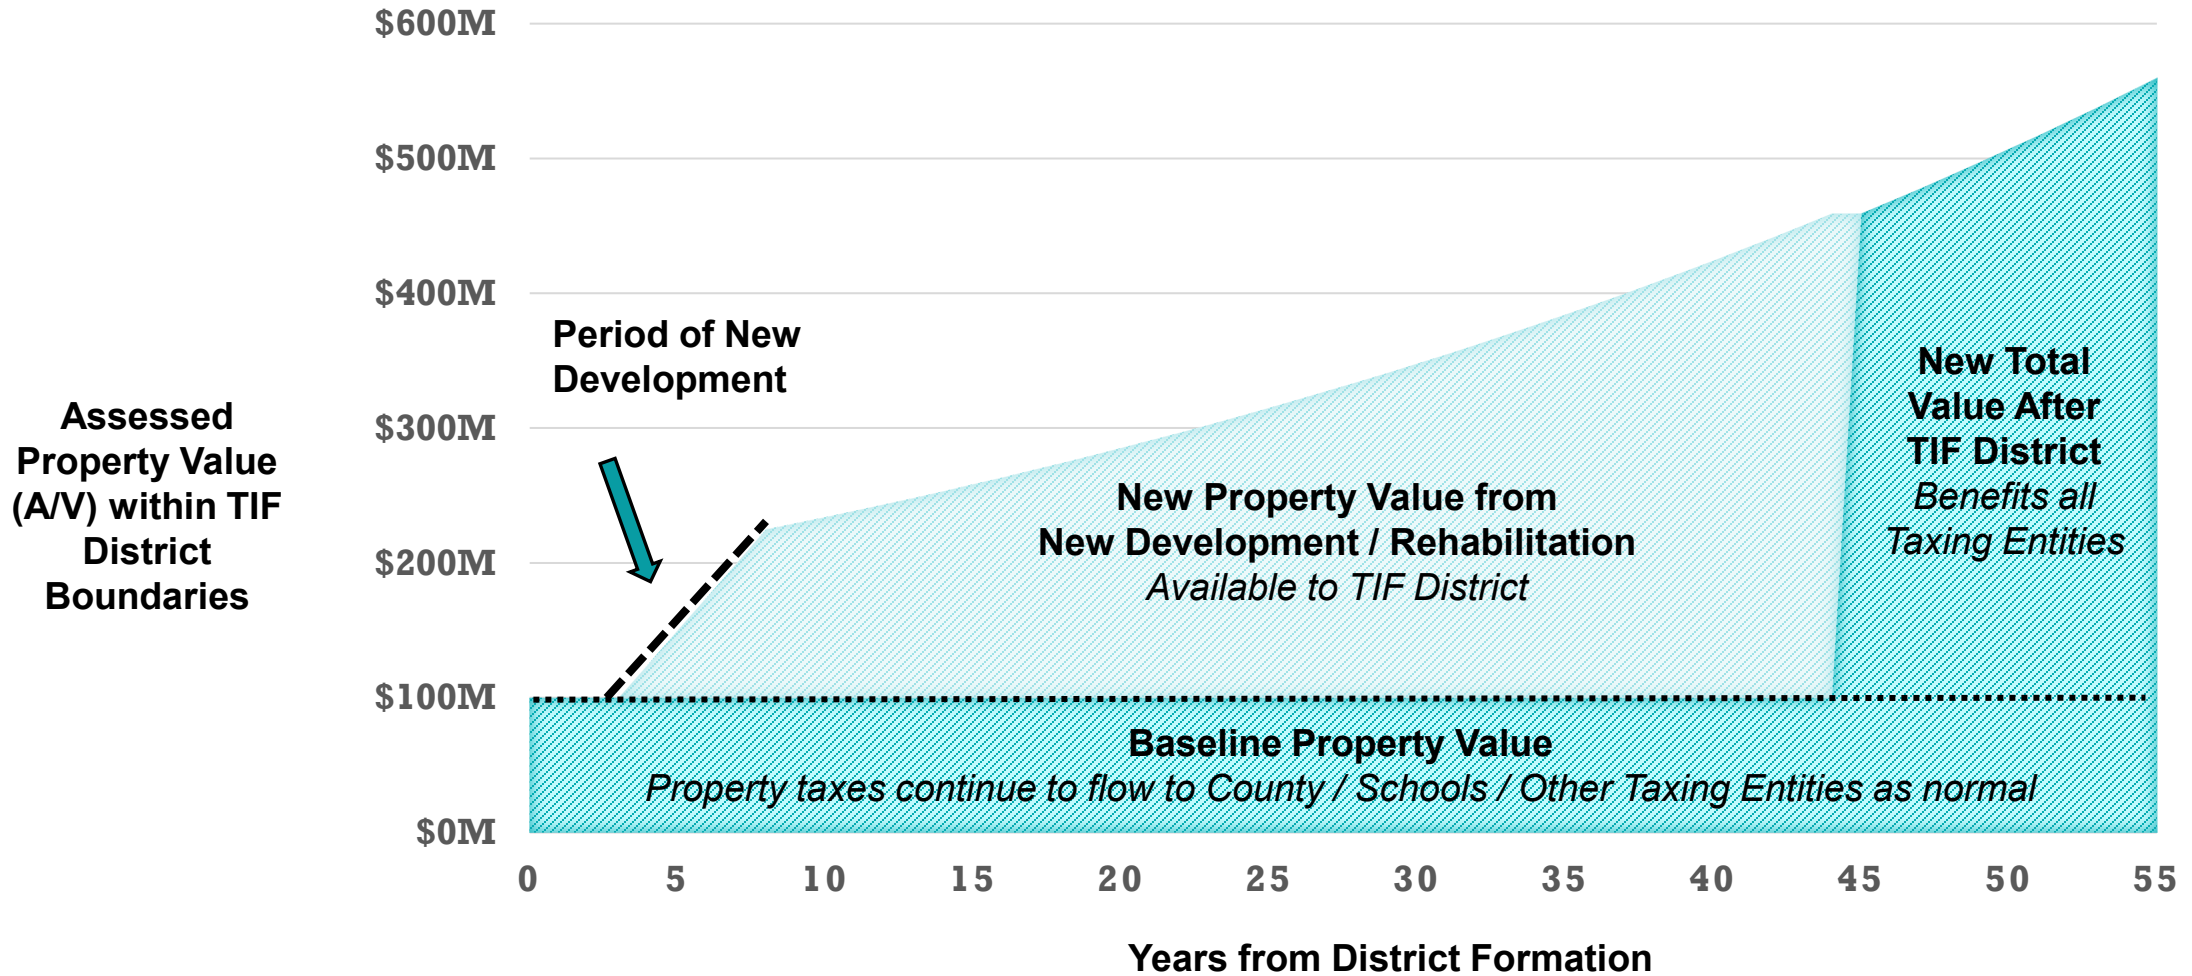 $600M
$500M
$400M
$300M
$200M
$100M
$0M
Assessed
Property Value
(A/V) within TIF
District
Boundaries
Period of New
Development
New Property Value from
New Development / Rehabilitation
Available to TIF District
New Total
Value After
TIF District
Benefits all
Taxing Entities
Baseline Property Value
Property taxes continue to flow to County / Schools / Other Taxing Entities as normal
0 5 10 15 20 25 30 35 40 45 50 55
Years from District Formation